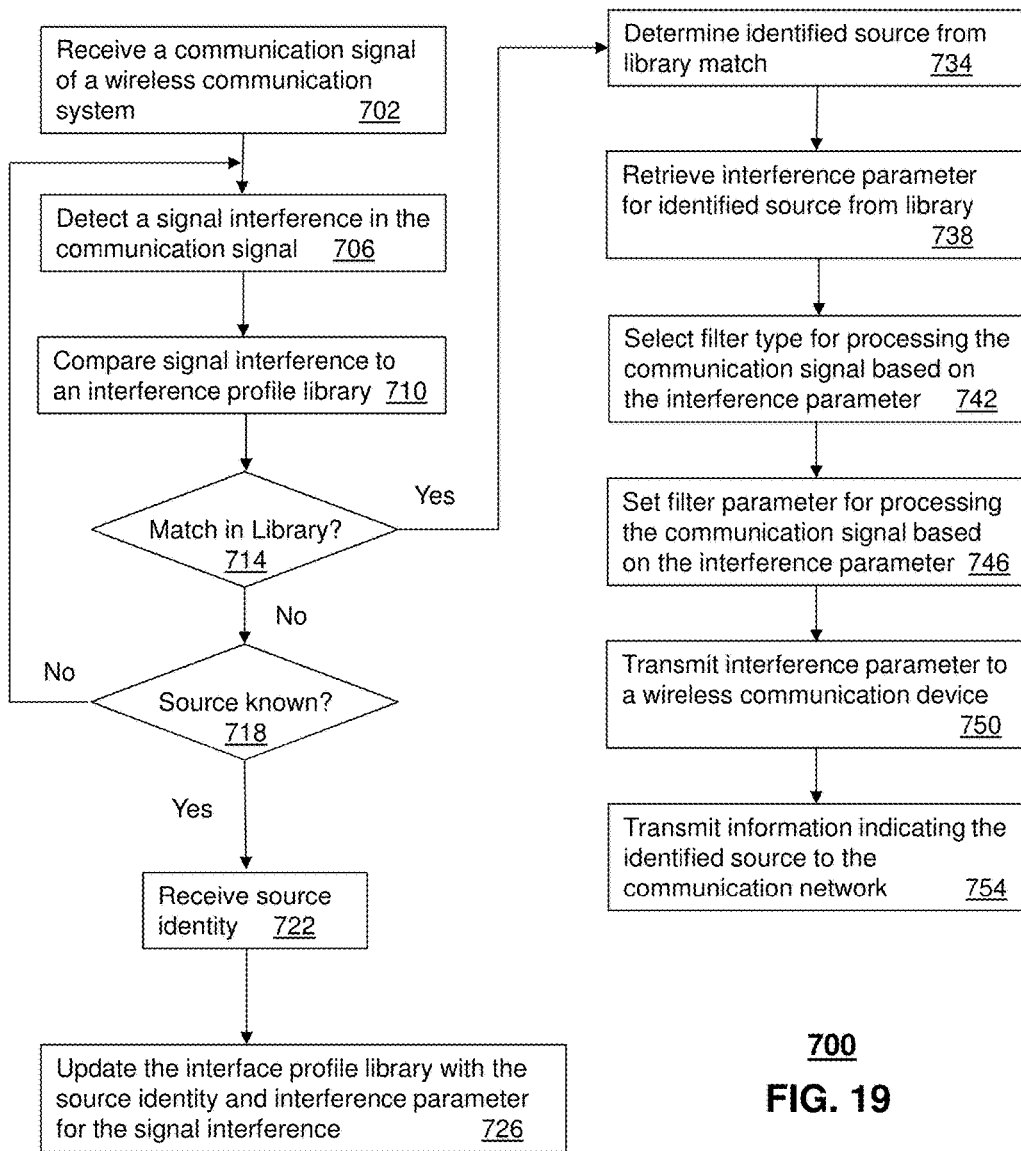 Receive a communication signal
of a wireless communication
system 702
Detect a signal interference in the
communication signal 706
Compare signal interference to
an interference profile library 710
Match in Library?
714
Yes
No
Source known?
718
No
Yes
Receive source
identity 722
Update the interface profile library with the
source identity and interference parameter
for the signal interference 726
Determine identified source from
library match 734
Retrieve interference parameter
for identified source from library
738
Select filter type for processing the
communication signal based on
the interference parameter 742
Set filter parameter for processing
the communication signal based
on the interference parameter 746
Transmit interference parameter to
a wireless communication device
750
Transmit information indicating the
identified source to the
communication network 754
700
FIG. 19